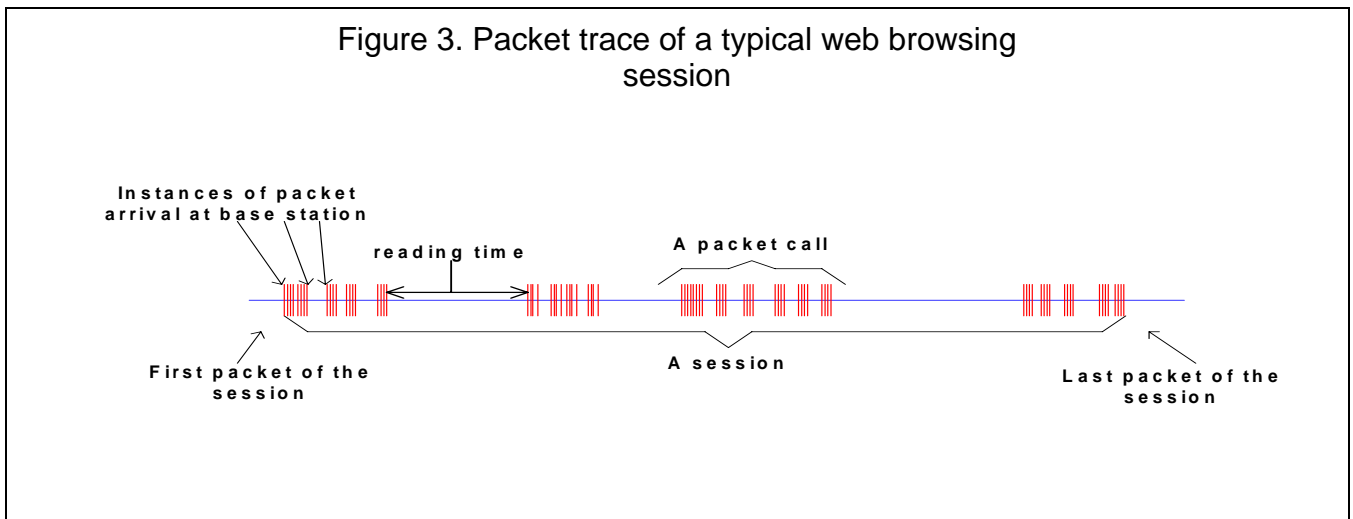 Figure 3. Packet trace of a typical web browsing
session
Instances of packet
arrival at base station
reading time
A packet call
A session
First packet of the
session
Last packet of the
session